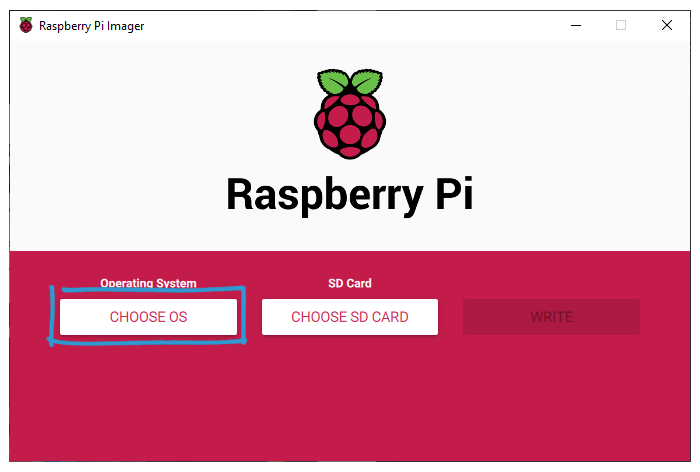 Raspberry Pi Imager
Raspberry Pi
Operating System
SD Card
CHOOSE OS
CHOOSE SD CARD
WRITE